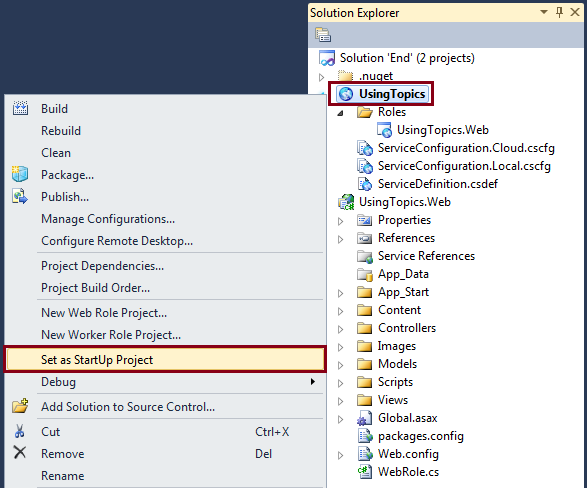 Solution Explorer
Solution 'End' (2 projects)
.nuget
UsingTopics
Roles
UsingTopics.Web
ServiceConfiguration.Cloud.cscfg
ServiceConfiguration.Local.cscfg
ServiceDefinition.csdef
UsingTopics.Web
Properties
References
Service References
App_Data
App_Start
Content
Controllers
Images
Models
Scripts
Views
Global.asax
packages.config
Web.config
WebRole.cs
Build
Rebuild
Clean
Package...
Publish...
Manage Configurations...
Configure Remote Desktop...
Project Dependencies...
Project Build Order...
New Web Role Project...
New Worker Role Project...
Set as StartUp Project
Debug
Add Solution to Source Control...
Cut Ctrl+X
Remove Del
Rename